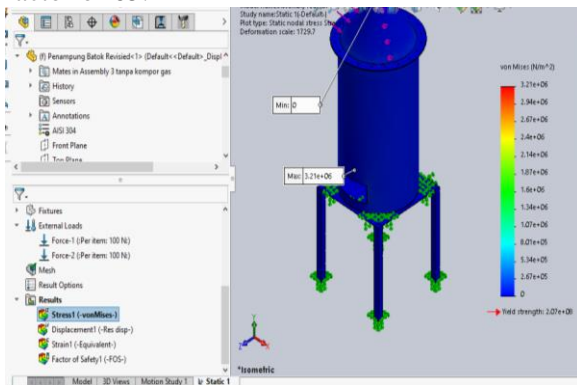 Study name:Static 1(-Default-)
Plot type: Static nodal stress
Deformation scale: 1729.7
(f) Penampung Batok Revisied<1> (Default<<Default>_Displ
Mates in Assembly 3 tanpa kompor gas
History
Sensors
Annotations
AISI 304
Front Plane
Top Plane
Fixtures
External Loads
Force-1 (:Per item: 100 N:)
Force-2 (:Per item: 100 N:)
Mesh
Result Options
Results
Stress1 (-vonMises-)
Displacement1 (-Res disp-)
Strain1 (-Equivalent-)
Factor of Safety1 (-FOS-)
Model
3D Views
Motion Study 1
Static 1
Min: 0
Max: 3.21e+06
von Mises (N/m^2)
3.21e+06
2.94e+06
2.67e+06
2.41e+06
2.14e+06
1.87e+06
1.6e+06
1.34e+06
1.07e+06
8.01e+05
5.34e+05
2.67e+05
0
Yield strength: 2.07e+08
Y
Z
X
*Isometric